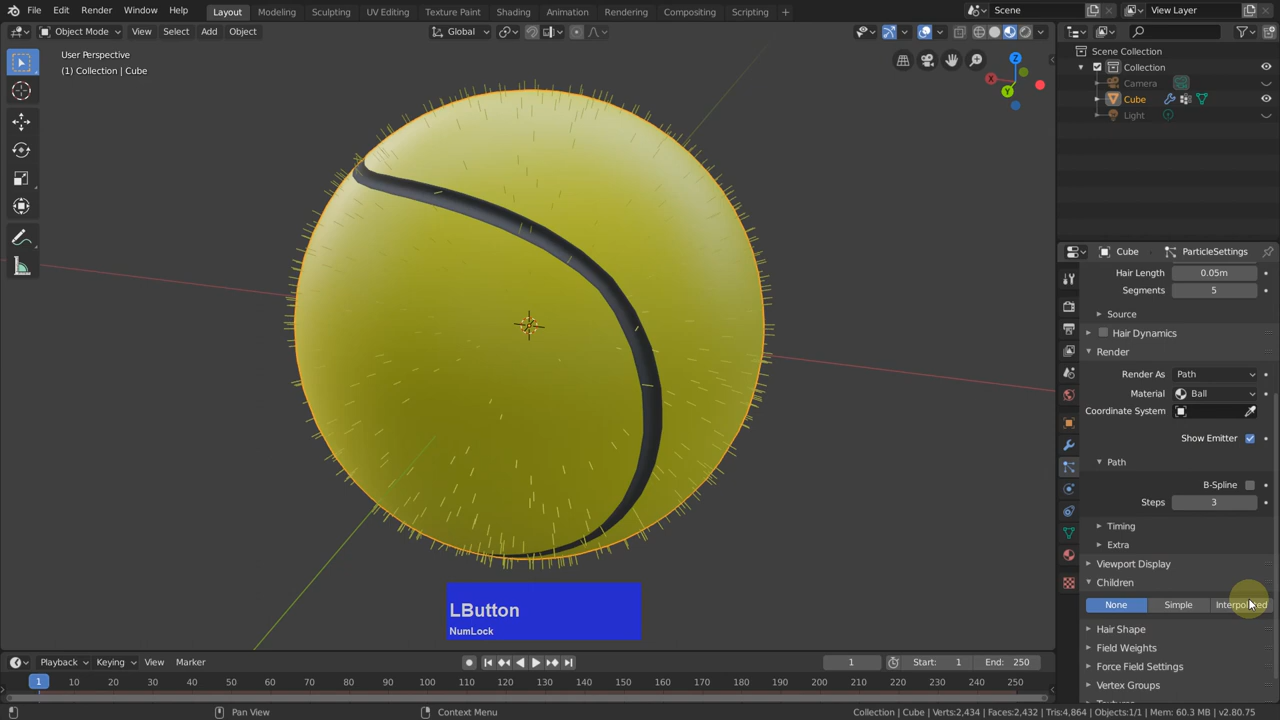 File Edit Render Window Help Layout Modeling Sculpting UV Editing Texture Paint Shading Animation Rendering Compositing Scripting + Scene View Layer
Object Mode View Select Add Object Global
User Perspective
(1) Collection | Cube
Z
X
Y
Scene Collection
Collection
Camera
Cube
Light
Cube ParticleSettings
Hair Length 0.05m
Segments 5
Source
Hair Dynamics
Render
Render As Path
Material Ball
Coordinate System
Show Emitter
Path
B-Spline
Steps 3
Timing
Extra
Viewport Display
Children
None Simple Interpolated
Hair Shape
Field Weights
Force Field Settings
Vertex Groups
Textures
LButton
NumLock
Playback Keying View Marker 1 Start: 1 End: 250
1 10 20 30 40 50 60 70 80 90 100 110 120 130 140 150 160 170 180 190 200 210 220 230 240 250
Pan View Context Menu Collection | Cube | Verts:2,434 | Faces:2,432 | Tris:4,864 | Objects:1/1 | Mem: 60.3 MB | v2.80.75